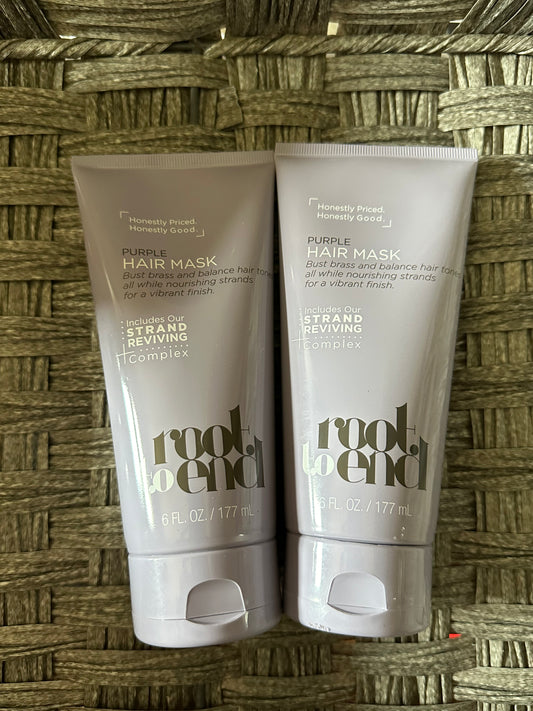 Honestly Priced.
Honestly Good.
PURPLE
HAIR MASK
Bust brass and balance hair tones
all while nourishing strands
for a vibrant finish.
Includes Our
STRAND
REVIVING
Complex
root
to end
6 FL. OZ. / 177 mL
Honestly Priced.
Honestly Good.
PURPLE
HAIR MASK
Bust brass and balance hair tones
all while nourishing strands
for a vibrant finish.
Includes Our
STRAND
REVIVING
Complex
root
to end
6 FL. OZ. / 177 mL